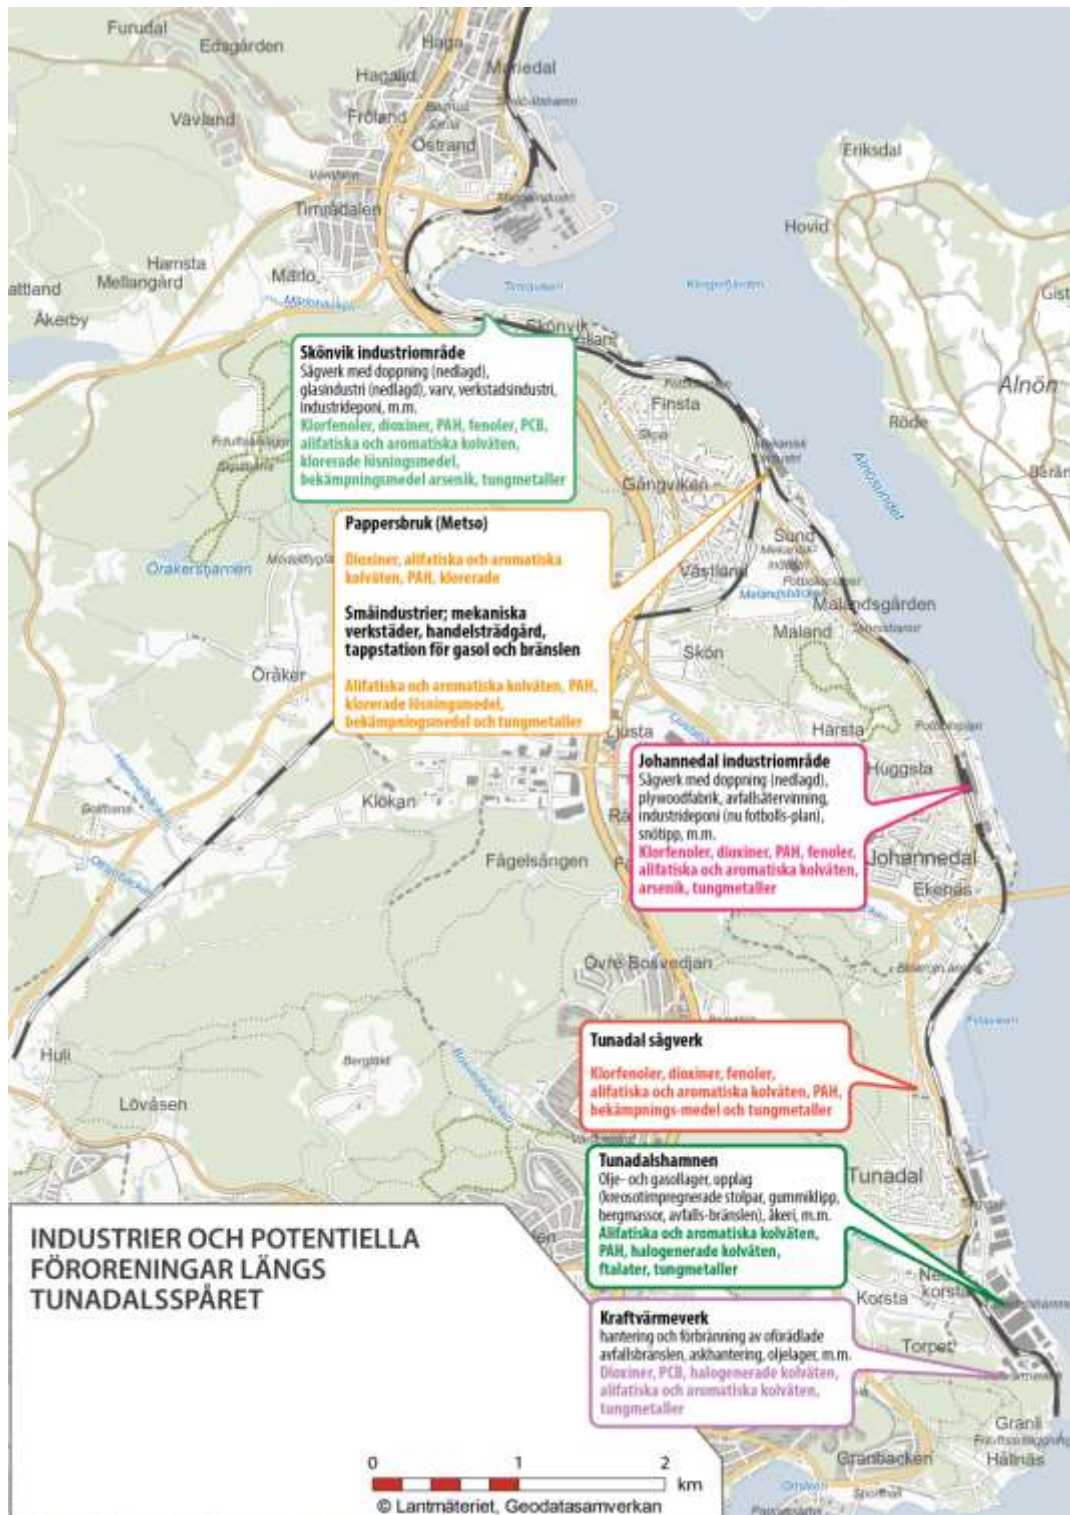 Furudal
Edsgården
Haga
Mariedal
Hagalid
Vävland
Fröland
Östrand
Eriksdal
Timrådalen
Hovid
Hamsta
Mellangård
Märlo
attland
Åkerby
Gist
Alnön
Röde
Alnösundet
Skönvik
Skönvik industriområde
Sågverk med doppning (nedlagd),
glasindustri (nedlagd), varv, verkstadsindustri,
industrideponi, m.m.
Klorfenoler, dioxiner, PAH, fenoler, PCB,
alifatiska och aromatiska kolväten,
klorerade lösningsmedel,
bekämpningsmedel arsenik, tungmetaller
Finsta
Gångviken
Pappersbruk (Metso)
Dioxiner, alifatiska och aromatiska
kolväten, PAH, klorerade
Småindustrier; mekaniska
verkstäder, handelsträdgård,
tappstation för gasol och bränslen
Alifatiska och aromatiska kolväten, PAH,
klorerade lösningsmedel,
bekämpningsmedel och tungmetaller
Sund
Västland
Malandsgården
Maland
Skön
Öråker
Härsta
Ljusta
Huggsta
Johannedal industriområde
Sågverk med doppning (nedlagd),
plywoodfabrik, avfallsåtervinning,
industrideponi (nu fotbolls-plan),
snötipp, m.m.
Klorfenoler, dioxiner, PAH, fenoler,
alifatiska och aromatiska kolväten,
arsenik, tungmetaller
Klökan
Fågelsången
Johannedal
Ekenäs
Övre Bosvedjan
Huli
Lövåsen
Tunadal sågverk
Klorfenoler, dioxiner, fenoler,
alifatiska och aromatiska kolväten, PAH,
bekämpnings-medel och tungmetaller
Tunadalshamnen
Olje- och gasollager, upplag
(kreosotimpregnerade stolpar, gummiklipp,
bergmassor, avfalls-bränslen), åkeri, m.m.
Alifatiska och aromatiska kolväten,
PAH, halogenerade kolväten,
ftalater, tungmetaller
Tunadal
Korsta
korsta
Torpet
Kraftvärmeverk
hantering och förbränning av oförädlade
avfallsbränslen, askhantering, oljelager, m.m.
Dioxiner, PCB, halogenerade kolväten,
alifatiska och aromatiska kolväten,
tungmetaller
Granli
Hällnäs
Granbacken
INDUSTRIER OCH POTENTIELLA
FÖRORENINGAR LÄNGS
TUNADALSSPÅRET
0 1 2 km
© Lantmäteriet, Geodatasamverkan